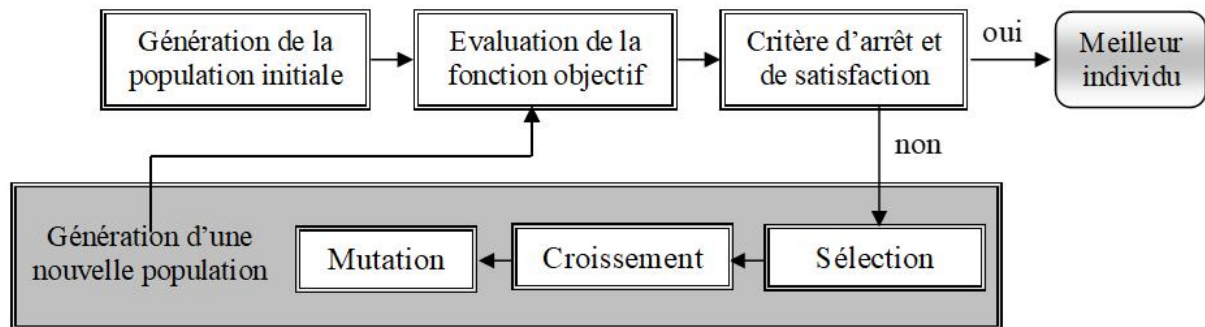 Génération de la
population initiale
Evaluation de la
fonction objectif
Critère d'arrêt et
de satisfaction
oui
Meilleur
individu
non
Génération d'une
nouvelle population
Mutation
Croissement
Sélection